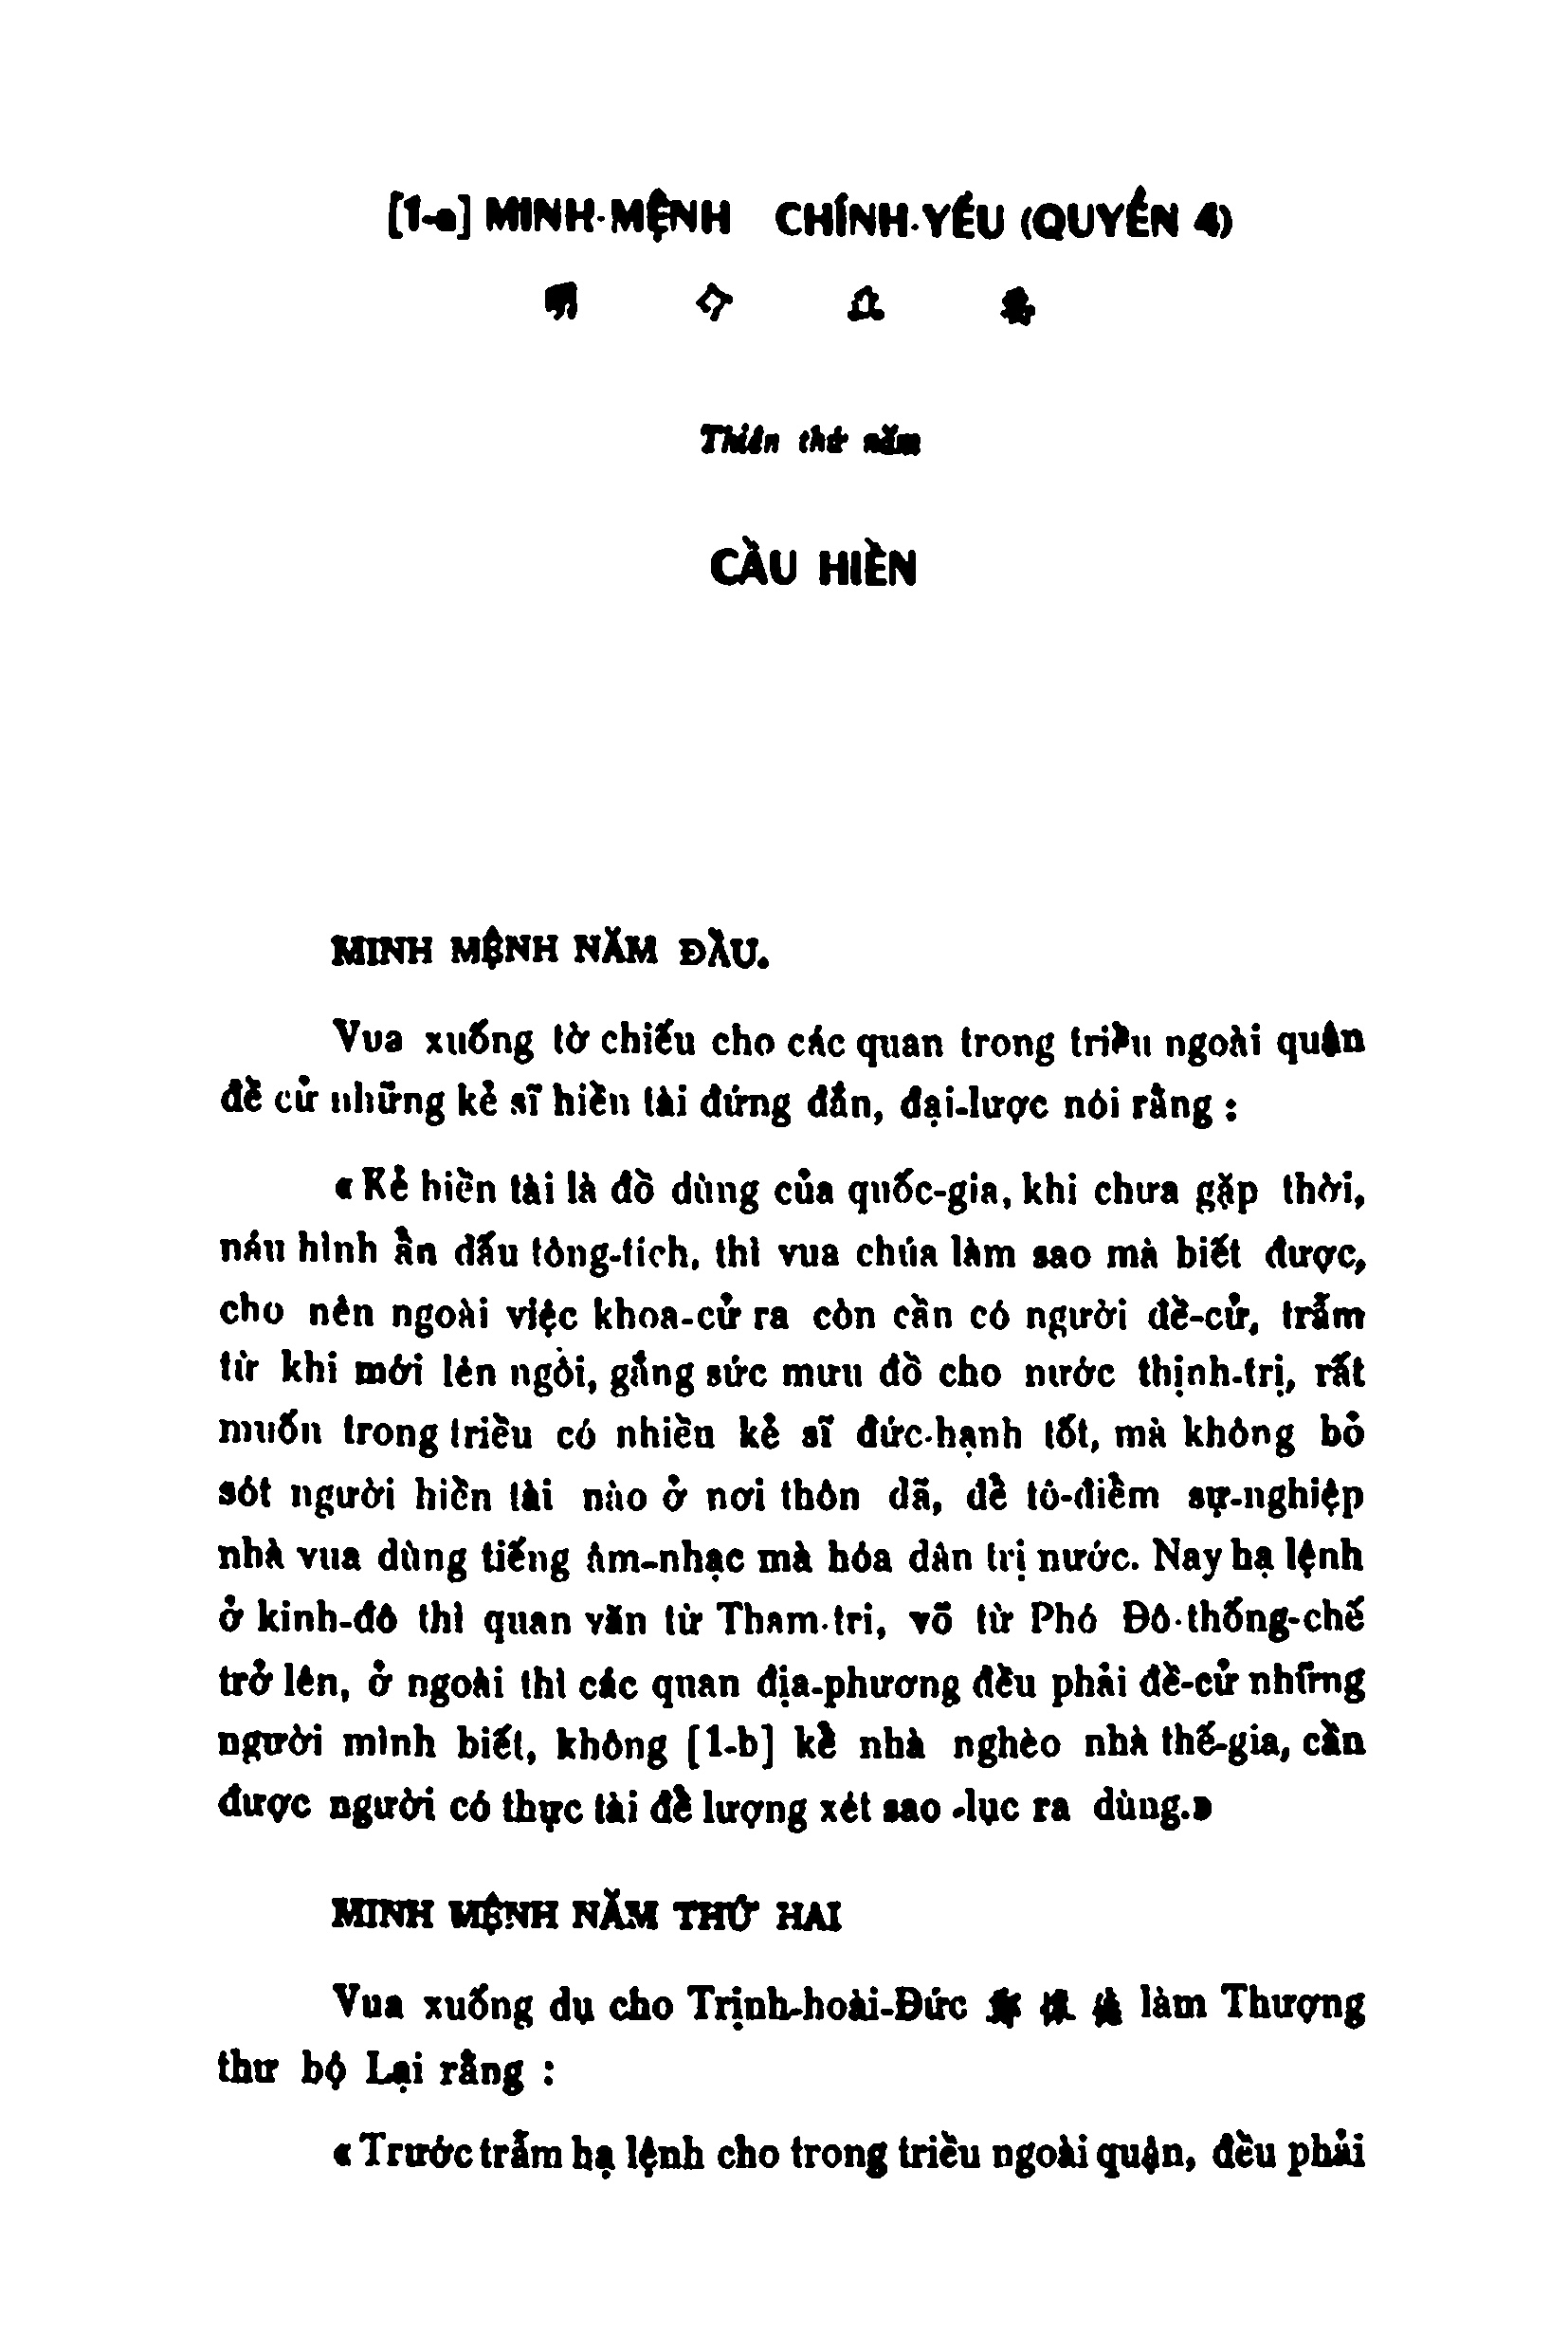 [1-a] MINH-MỆNH CHÍNH-YẾU (QUYỂN 4)
Thiên thứ năm
CẦU HIỀN
MINH MỆNH NĂM ĐẦU.
Vua xuống tờ chiếu cho các quan trong triều ngoài quận
đề cử những kẻ sĩ hiền tài đứng đắn, đại-lược nói rằng :
« Kẻ hiền tài là đồ dùng của quốc-gia, khi chưa gặp thời,
náu hình ẩn dấu tông-tích, thì vua chúa làm sao mà biết được,
cho nên ngoài việc khoa-cử ra còn cần có người đề-cử, trẫm
từ khi mới lên ngôi, gắng sức mưu đồ cho nước thịnh-trị, rất
muốn trong triều có nhiều kẻ sĩ đức-hạnh tốt, mà không bỏ
sót người hiền tài nào ở nơi thôn dã, để tô-điểm sự-nghiệp
nhà vua dùng tiếng âm-nhạc mà hóa dân trị nước. Nay hạ lệnh
ở kinh-đô thì quan văn từ Tham-tri, võ từ Phó Đô-thống-chế
trở lên, ở ngoài thì các quan địa-phương đều phải đề-cử những
người mình biết, không [1-b] kể nhà nghèo nhà thế-gia, cần
được người có thực tài để lượng xét sao-lục ra dùng.»
MINH MỆNH NĂM THỨ HAI
Vua xuống dụ cho Trịnh-hoài-Đức làm Thượng
thư bộ Lại rằng :
« Trước trẫm hạ lệnh cho trong triều ngoài quận, đều phải